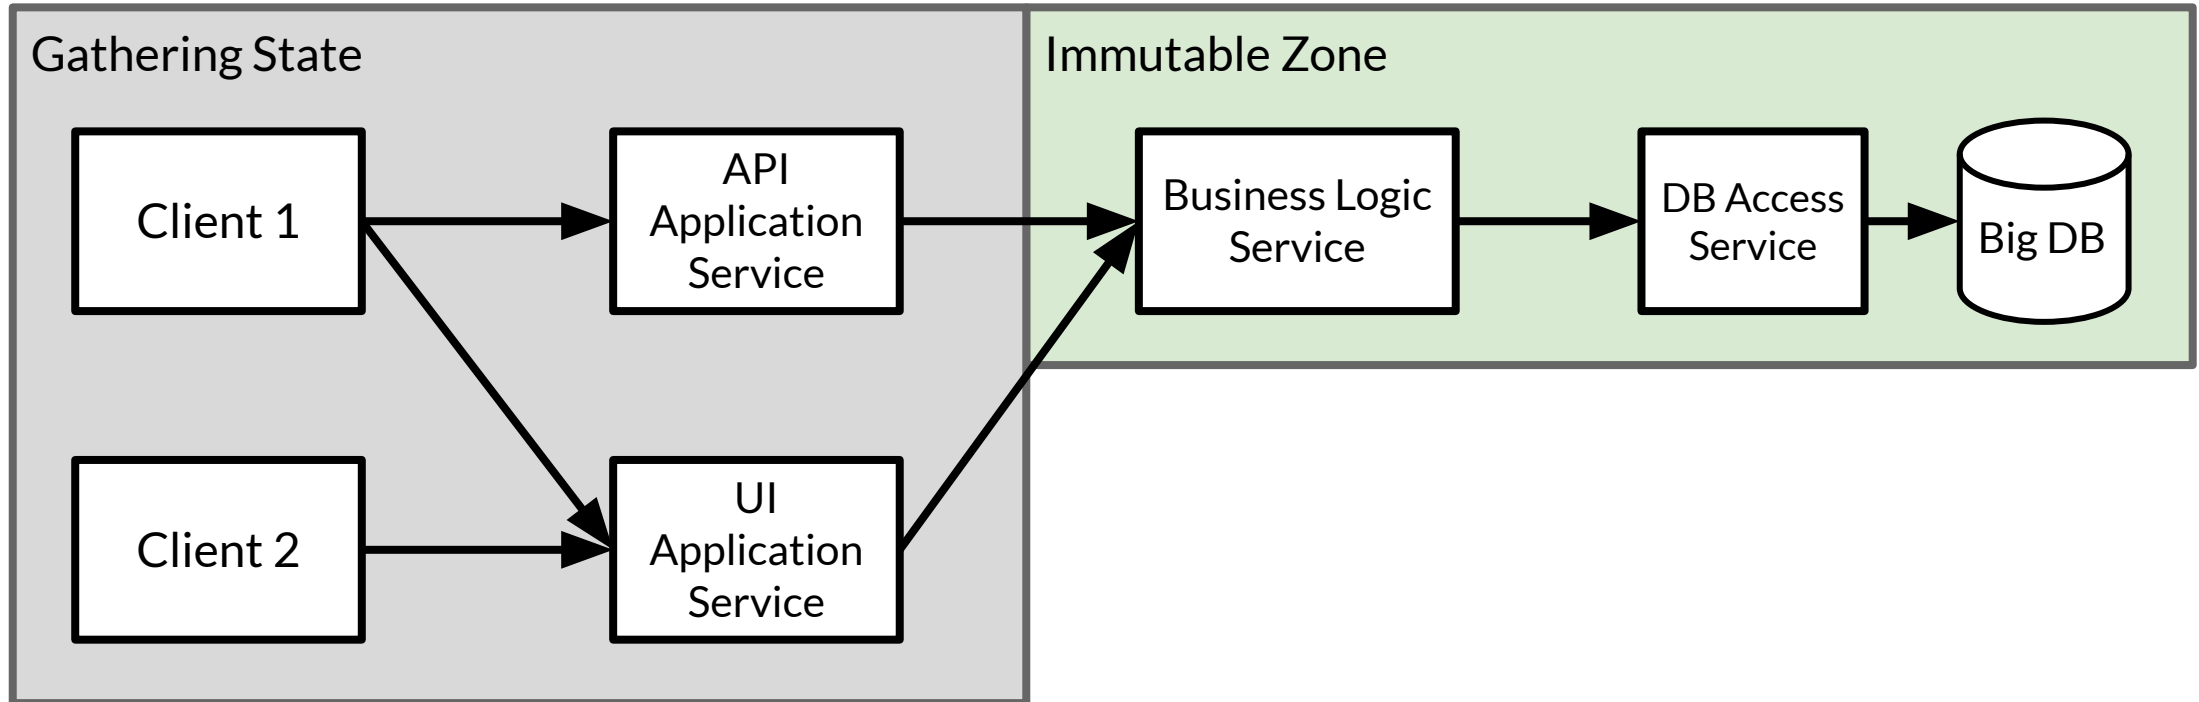 Gathering State
Immutable Zone
Client 1
API
Application
Service
Business Logic
Service
DB Access
Service
Big DB
Client 2
UI
Application
Service